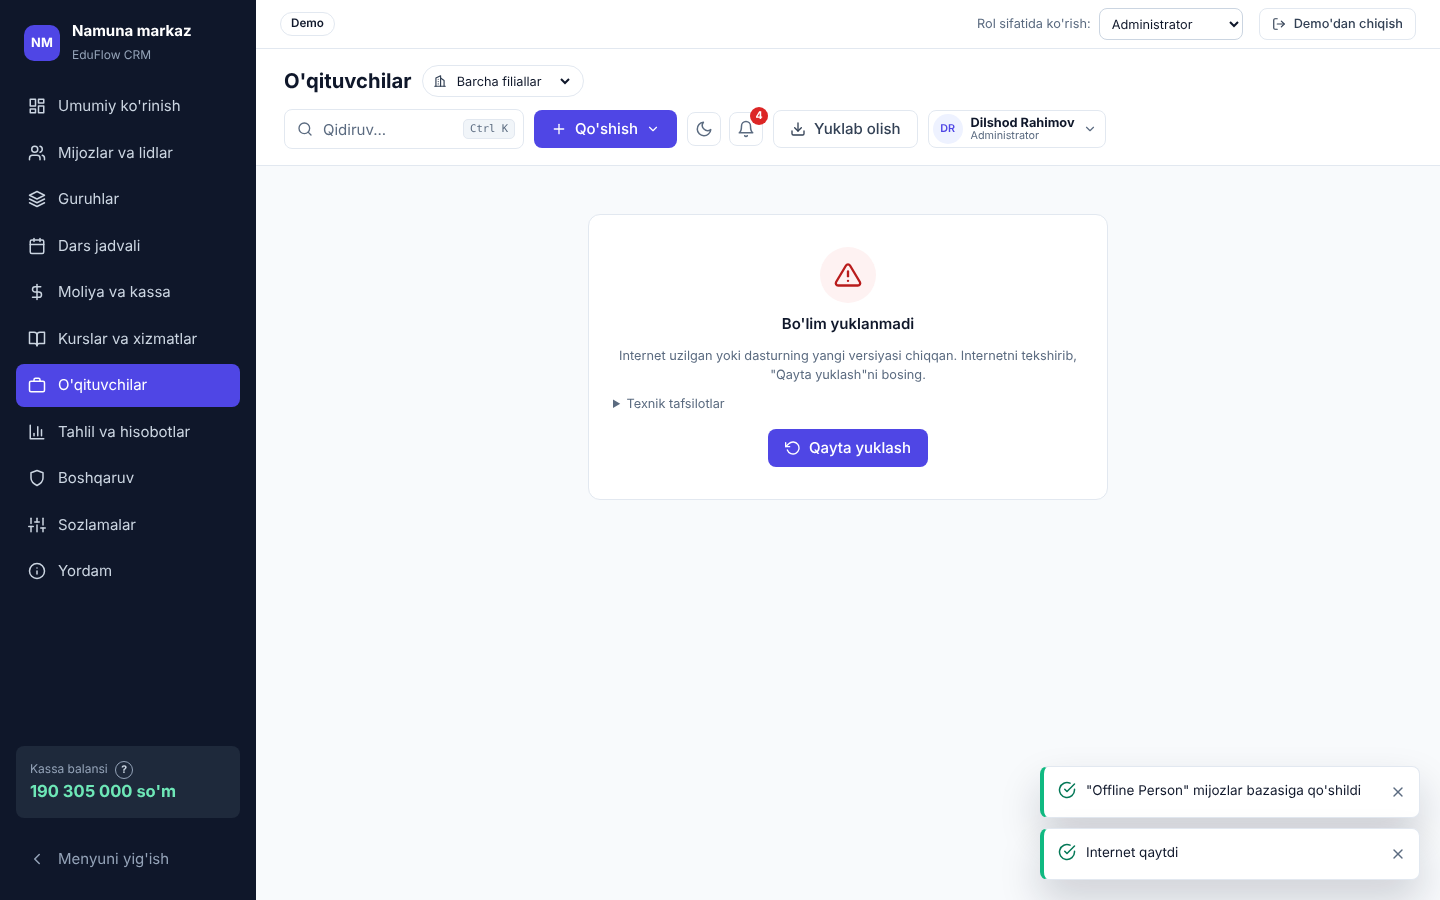 NM
Namuna markaz
EduFlow CRM
Umumiy ko'rinish
Mijozlar va lidlar
Guruhlar
Dars jadvali
Moliya va kassa
Kurslar va xizmatlar
O'qituvchilar
Tahlil va hisobotlar
Boshqaruv
Sozlamalar
Yordam
Kassa balansi ?
190 305 000 so'm
Menyuni yig'ish
Demo
Rol sifatida ko'rish: Administrator
Demo'dan chiqish
O'qituvchilar
Barcha filiallar
Qidiruv...
Ctrl K
Qo'shish
4
Yuklab olish
DR
Dilshod Rahimov
Administrator
Bo'lim yuklanmadi
Internet uzilgan yoki dasturning yangi versiyasi chiqqan. Internetni tekshirib,
"Qayta yuklash"ni bosing.
Texnik tafsilotlar
Qayta yuklash
"Offline Person" mijozlar bazasiga qo'shildi
Internet qaytdi